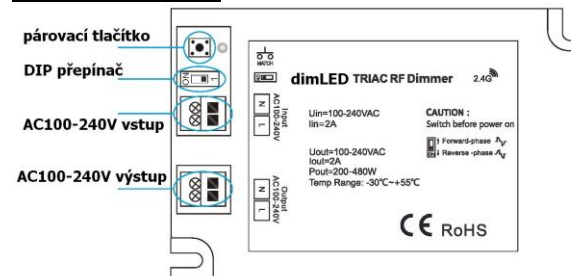 párovací tlačítko
DIP přepínač
AC100-240V vstup
AC100-240V výstup
ON
1
MATCH
N
L
Input
AC100-240V
N
L
Output
AC100-240V
dimLED TRIAC RF Dimmer
2.4G
Uin=100-240VAC
Iin=2A
Uout=100-240VAC
Iout=2A
Pout=200-480W
Temp Range: -30℃~+55℃
CAUTION :
Switch before power on
Forward-phase
Reverse -phase
CE RoHS